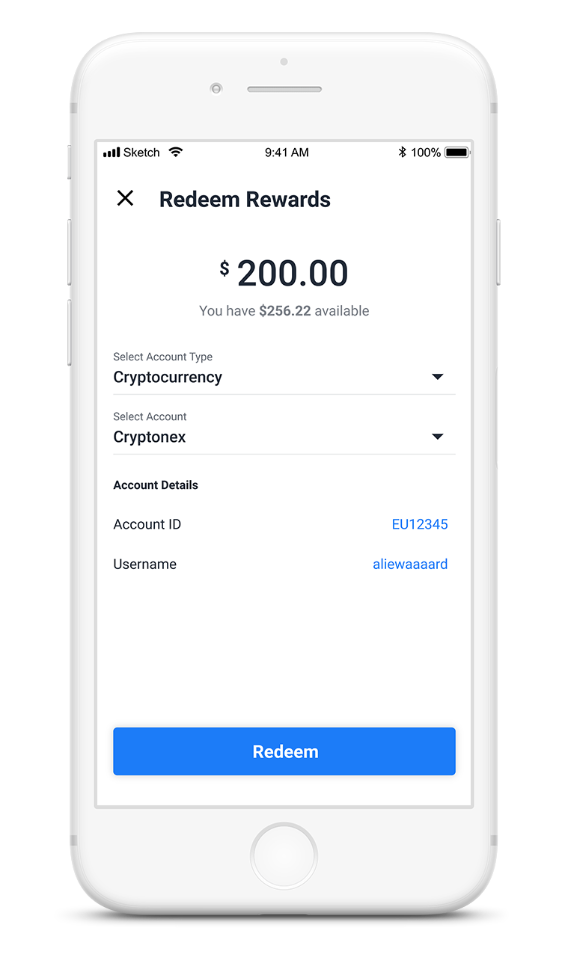 Sketch 9:41 AM 100%
Redeem Rewards
$ 200.00
You have $256.22 available
Select Account Type
Cryptocurrency
Select Account
Cryptonex
Account Details
Account ID EU12345
Username aliewaaaard
Redeem